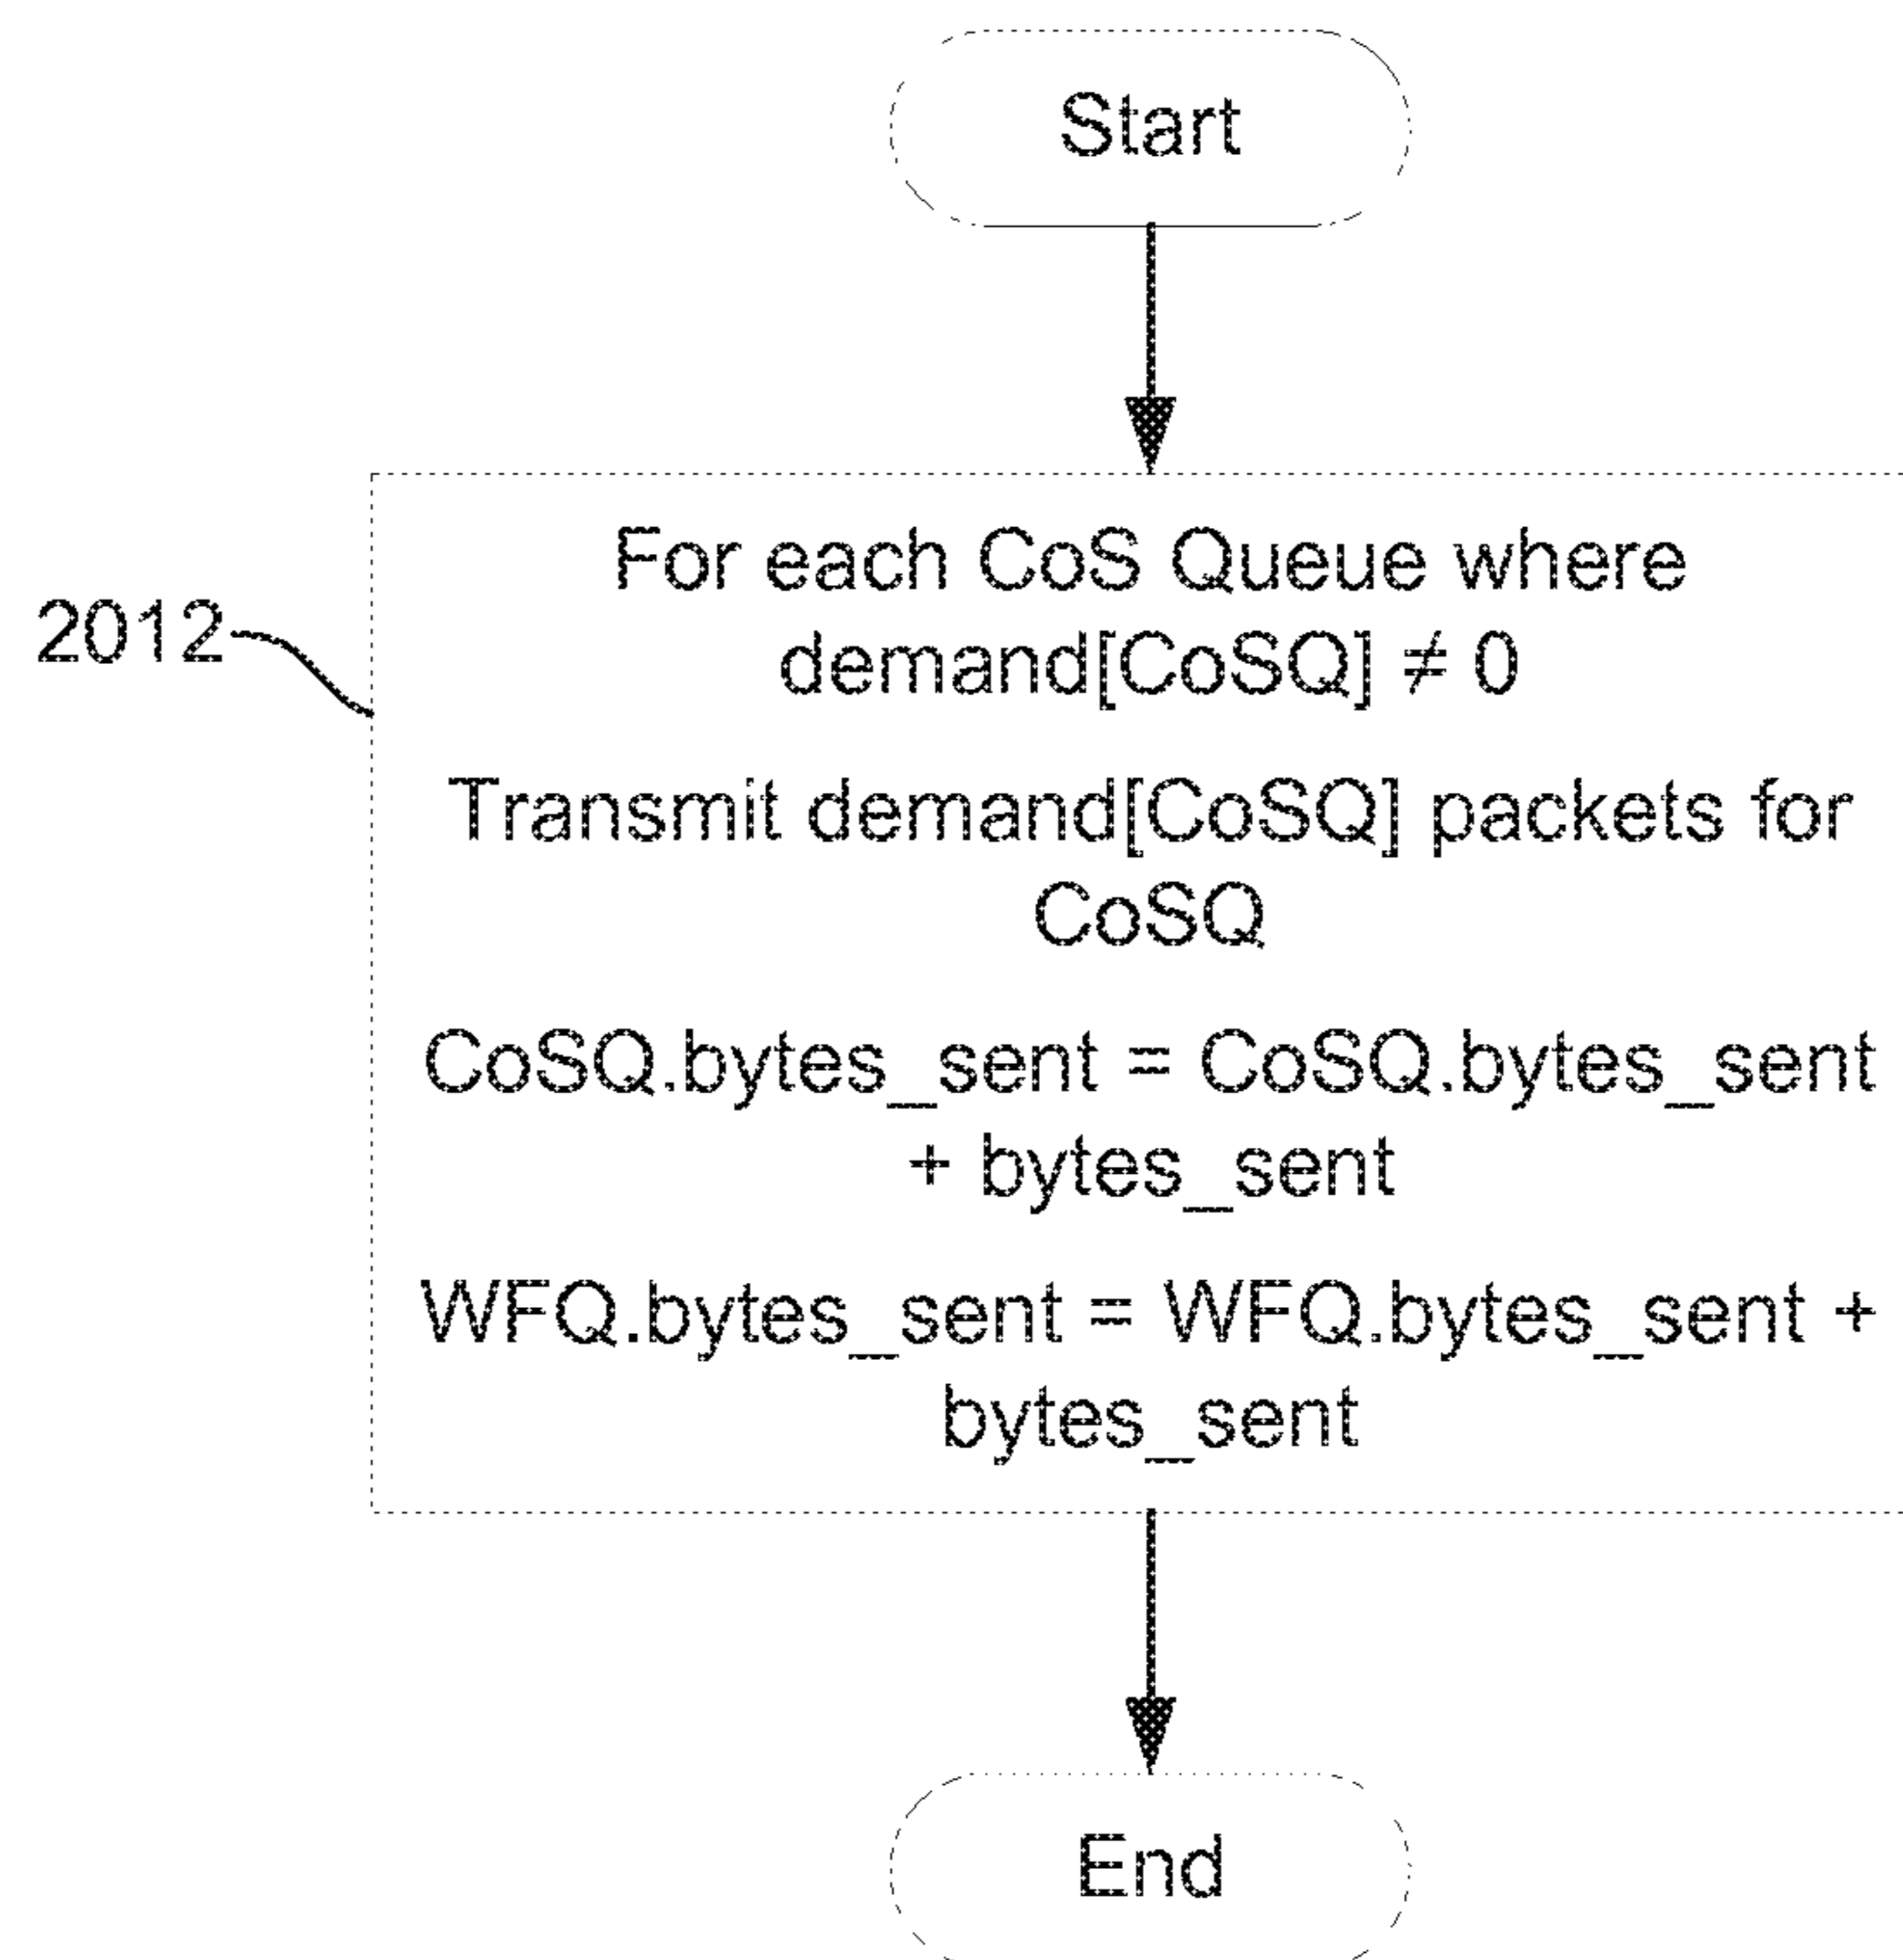 Start
For each CoS Queue where
demand[CoSQ] ≠ 0
2012
Transmit demand[CoSQ] packets for
CoSQ
CoSQ.bytes_sent = CoSQ.bytes_sent
+ bytes_sent
WFQ.bytes_sent = WFQ.bytes_sent +
bytes_sent
End